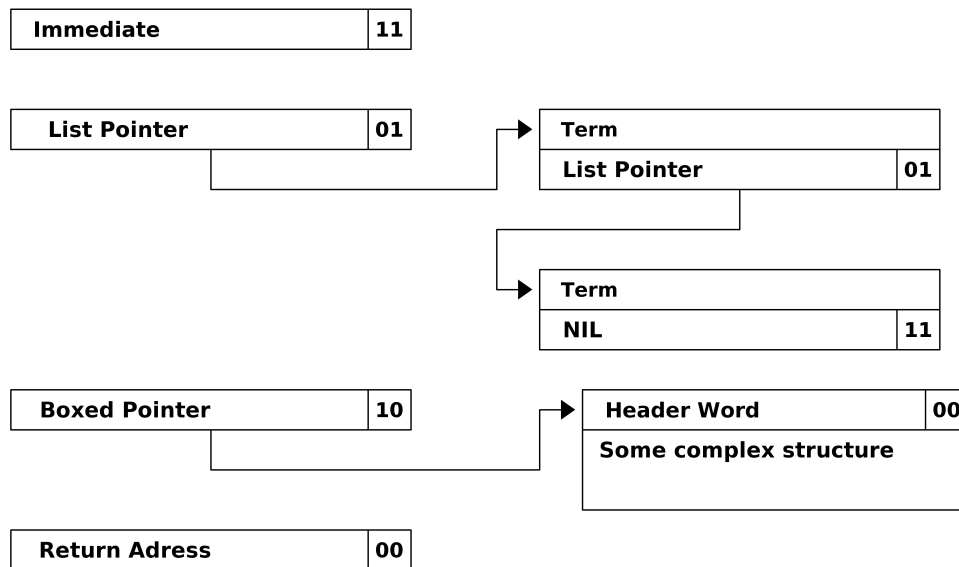 Immediate 11
List Pointer 01
Term
List Pointer 01
Term
NIL 11
Boxed Pointer 10
Header Word 00
Some complex structure
Return Adress 00